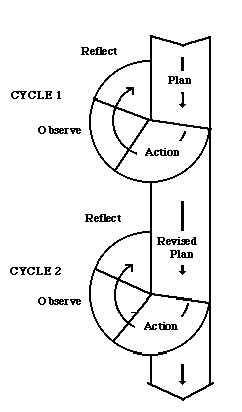 Reflect
Plan
CYCLE 1
Observe
Action
Reflect
Revised
Plan
CYCLE 2
Observe
Action